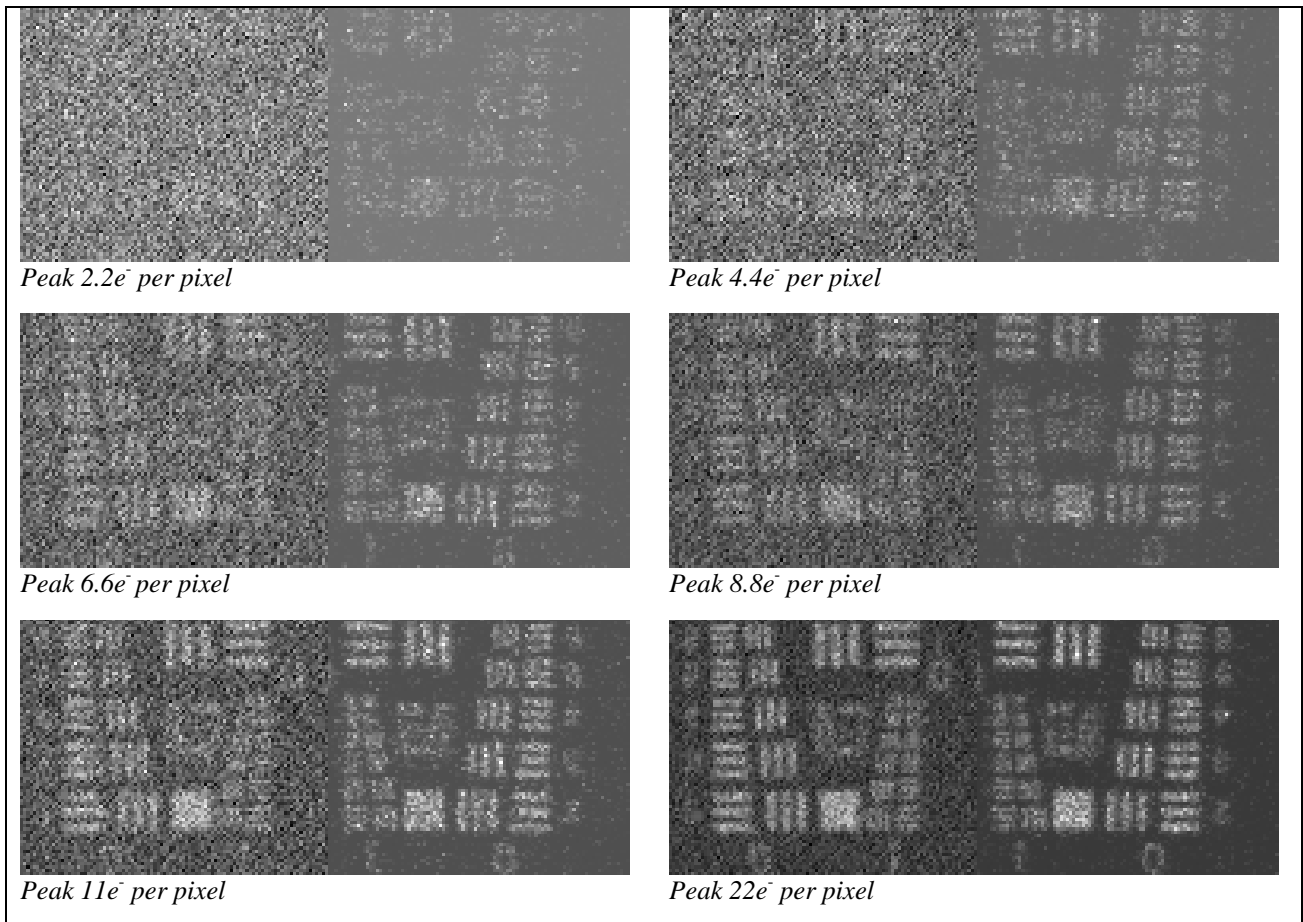 Peak 2.2e⁻ per pixel
Peak 4.4e⁻ per pixel
Peak 6.6e⁻ per pixel
Peak 8.8e⁻ per pixel
Peak 11e⁻ per pixel
Peak 22e⁻ per pixel